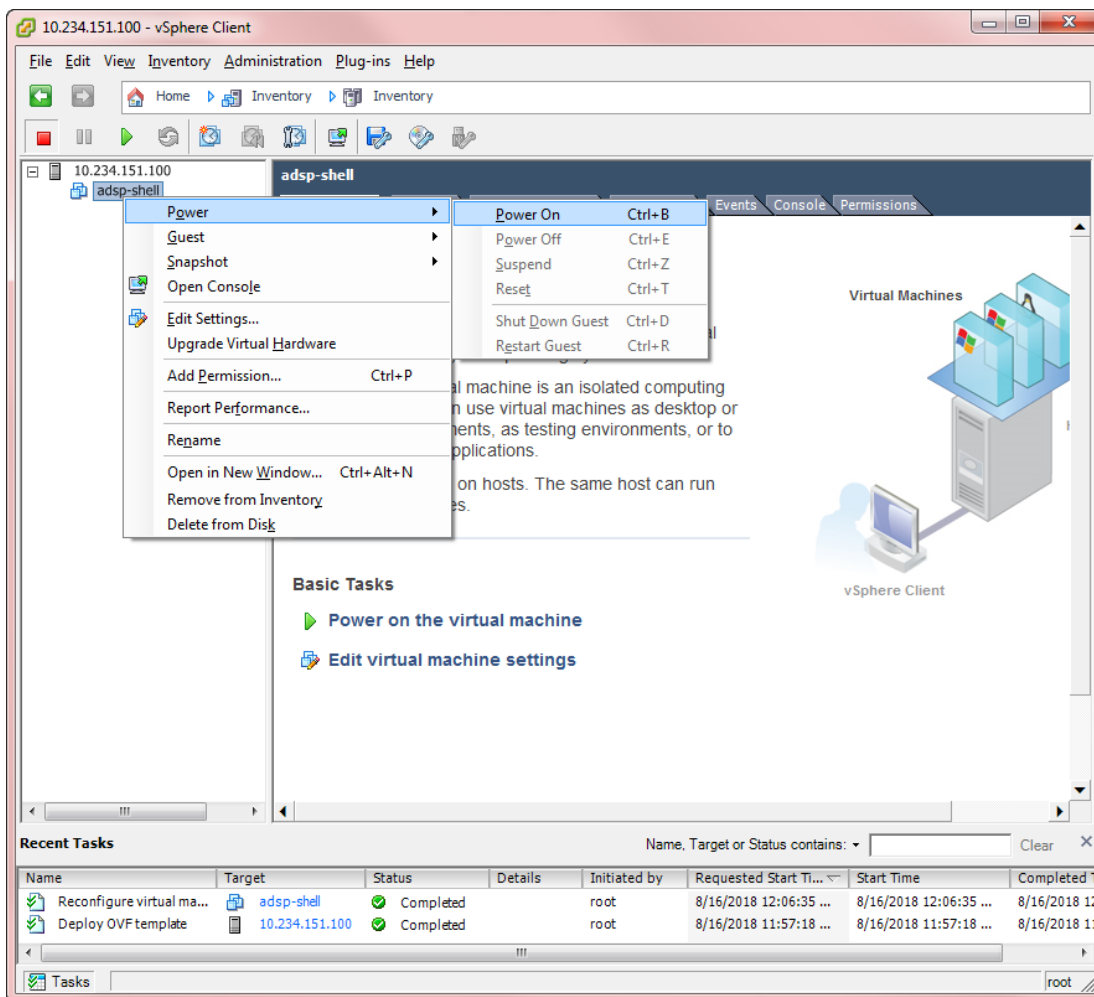 10.234.151.100 - vSphere Client
File Edit View Inventory Administration Plug-ins Help
Home Inventory Inventory
10.234.151.100
adsp-shell
adsp-shell
Events Console Permissions
Power
Guest
Snapshot
Open Console
Edit Settings...
Upgrade Virtual Hardware
Add Permission... Ctrl+P
Report Performance...
Rename
Open in New Window... Ctrl+Alt+N
Remove from Inventory
Delete from Disk
Power On Ctrl+B
Power Off Ctrl+E
Suspend Ctrl+Z
Reset Ctrl+T
Shut Down Guest Ctrl+D
Restart Guest Ctrl+R
machine is an isolated computing
use virtual machines as desktop or
as testing environments, or to
on hosts. The same host can run
Virtual Machines
vSphere Client
Basic Tasks
Power on the virtual machine
Edit virtual machine settings
Recent Tasks Name, Target or Status contains: Clear
Name Target Status Details Initiated by Requested Start Ti... Start Time Completed T
Reconfigure virtual ma... adsp-shell Completed root 8/16/2018 12:06:35 ... 8/16/2018 12:06:35 ... 8/16/2018 12
Deploy OVF template 10.234.151.100 Completed root 8/16/2018 11:57:18 ... 8/16/2018 11:57:18 ... 8/16/2018 11:
Tasks root